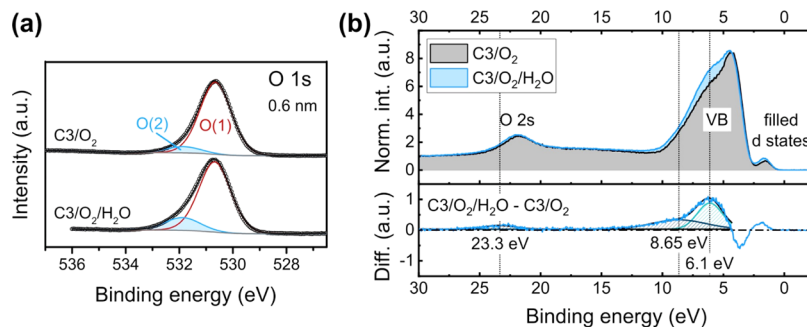 (a)
O 1s
0.6 nm
C3/O₂
O(2)
O(1)
C3/O₂/H₂O
Intensity (a.u.)
536 534 532 530 528
Binding energy (eV)
(b)
30 25 20 15 10 5 0
C3/O₂
C3/O₂/H₂O
O 2s
VB
filled
d states
8
6
4
2
0
Norm. int. (a.u.)
C3/O₂/H₂O - C3/O₂
23.3 eV
8.65 eV
6.1 eV
1
0
-1
Diff. (a.u.)
30 25 20 15 10 5 0
Binding energy (eV)